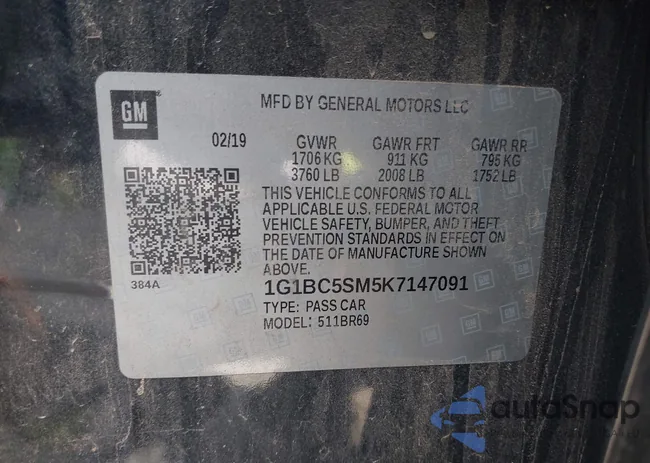 GM
MFD BY GENERAL MOTORS LLC
02/19
GVWR GAWR FRT GAWR RR
1706 KG 911 KG 795 KG
3760 LB 2008 LB 1752 LB
THIS VEHICLE CONFORMS TO ALL
APPLICABLE U.S. FEDERAL MOTOR
VEHICLE SAFETY, BUMPER, AND THEFT
PREVENTION STANDARDS IN EFFECT ON
THE DATE OF MANUFACTURE SHOWN
ABOVE.
384A
1G1BC5SM5K7147091
TYPE: PASS CAR
MODEL: 511BR69
autoSnap